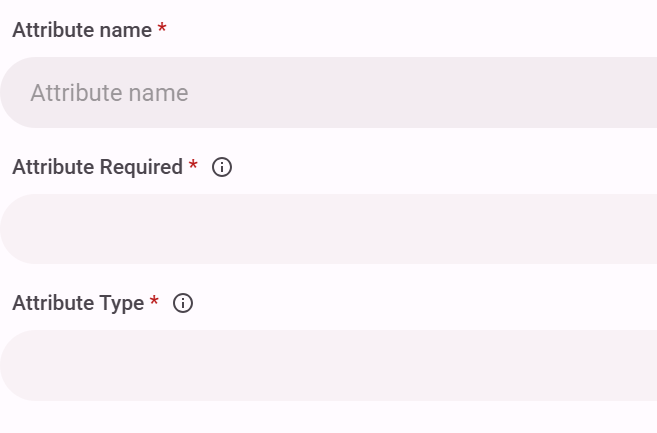 Attribute name *
Attribute name
Attribute Required *
Attribute Type *